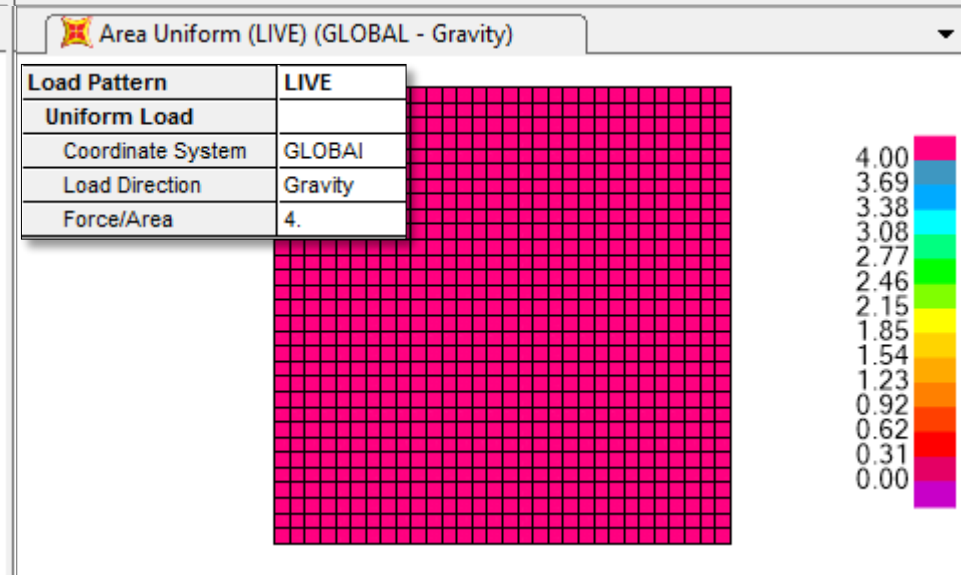 Area Uniform (LIVE) (GLOBAL - Gravity)
Load Pattern LIVE
Uniform Load
Coordinate System GLOBAl
Load Direction Gravity
Force/Area 4.
4.00
3.69
3.38
3.08
2.77
2.46
2.15
1.85
1.54
1.23
0.92
0.62
0.31
0.00